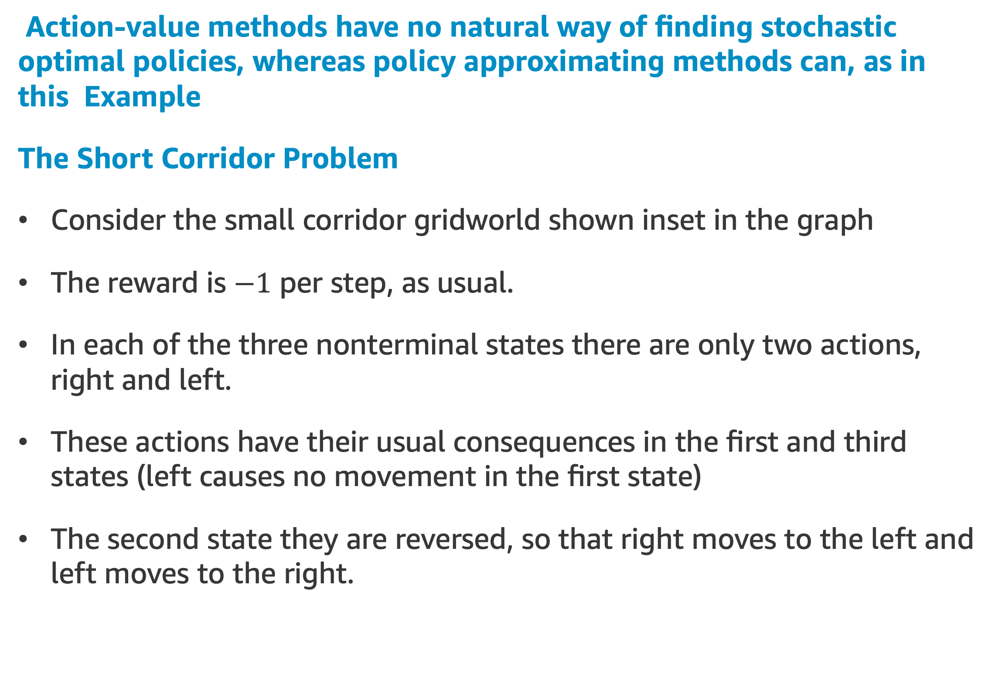 Action-value methods have no natural way of finding stochastic
optimal policies, whereas policy approximating methods can, as in
this  Example
The Short Corridor Problem
• Consider the small corridor gridworld shown inset in the graph
• The reward is −1 per step, as usual.
• In each of the three nonterminal states there are only two actions,
right and left.
• These actions have their usual consequences in the first and third
states (left causes no movement in the first state)
• The second state they are reversed, so that right moves to the left and
left moves to the right.